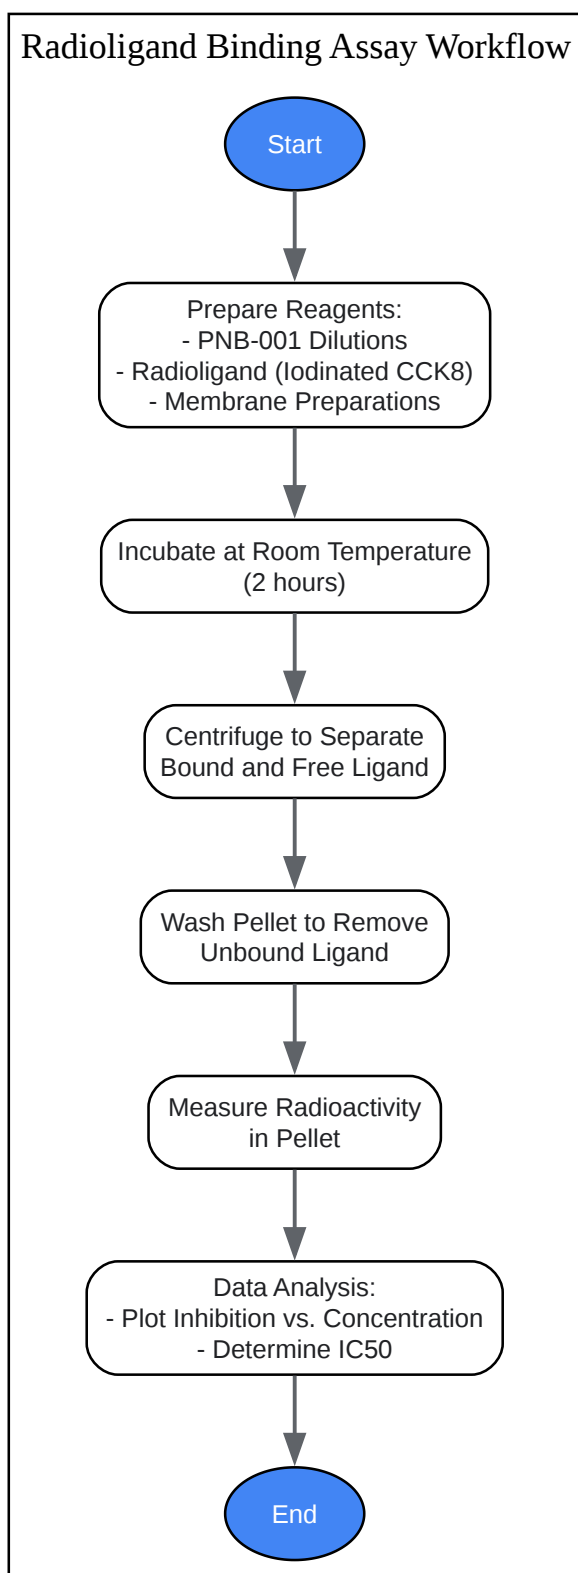 Radioligand Binding Assay Workflow
Start
Prepare Reagents:
- PNB-001 Dilutions
- Radioligand (Iodinated CCK8)
- Membrane Preparations
Incubate at Room Temperature
(2 hours)
Centrifuge to Separate
Bound and Free Ligand
Wash Pellet to Remove
Unbound Ligand
Measure Radioactivity
in Pellet
Data Analysis:
- Plot Inhibition vs. Concentration
- Determine IC50
End